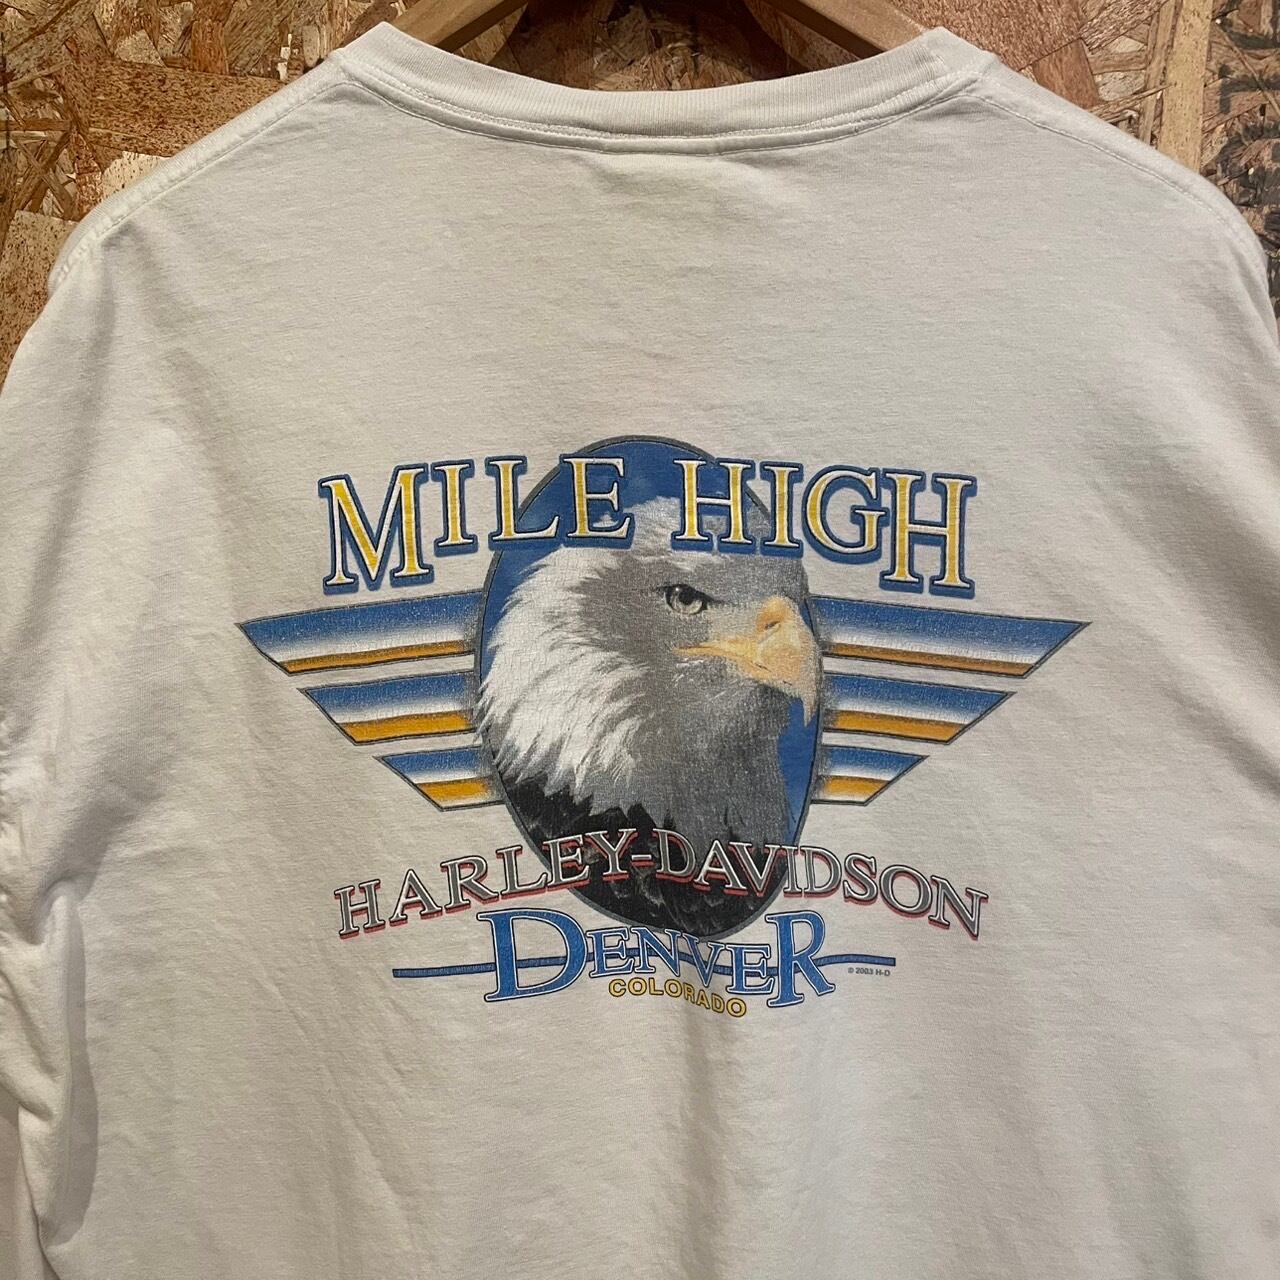 MILE HIGH
HARLEY-DAVIDSON
DENVER
© 2003 H-D
COLORADO